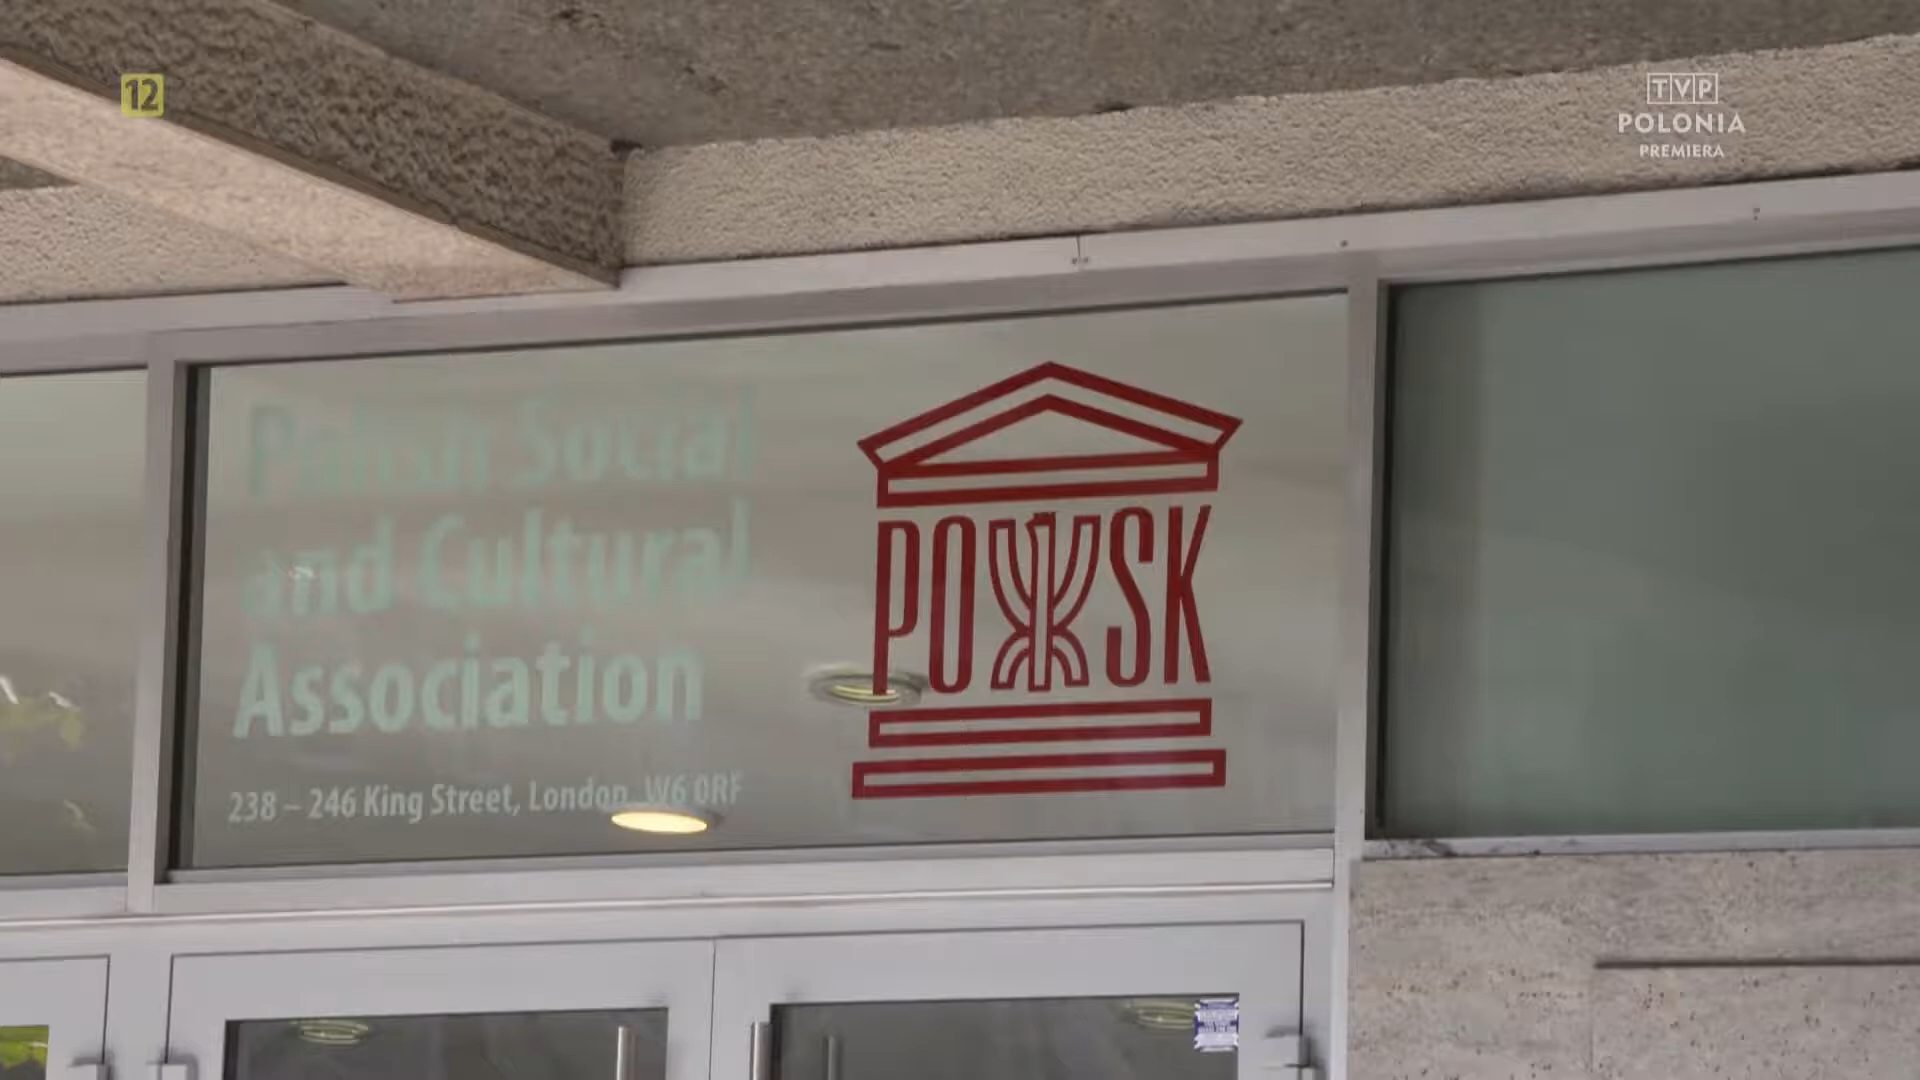 12
TVP
POLONIA
PREMIERA
Polish Social
and Cultural
Association
238 – 246 King Street, London, W6 0RF
POSK